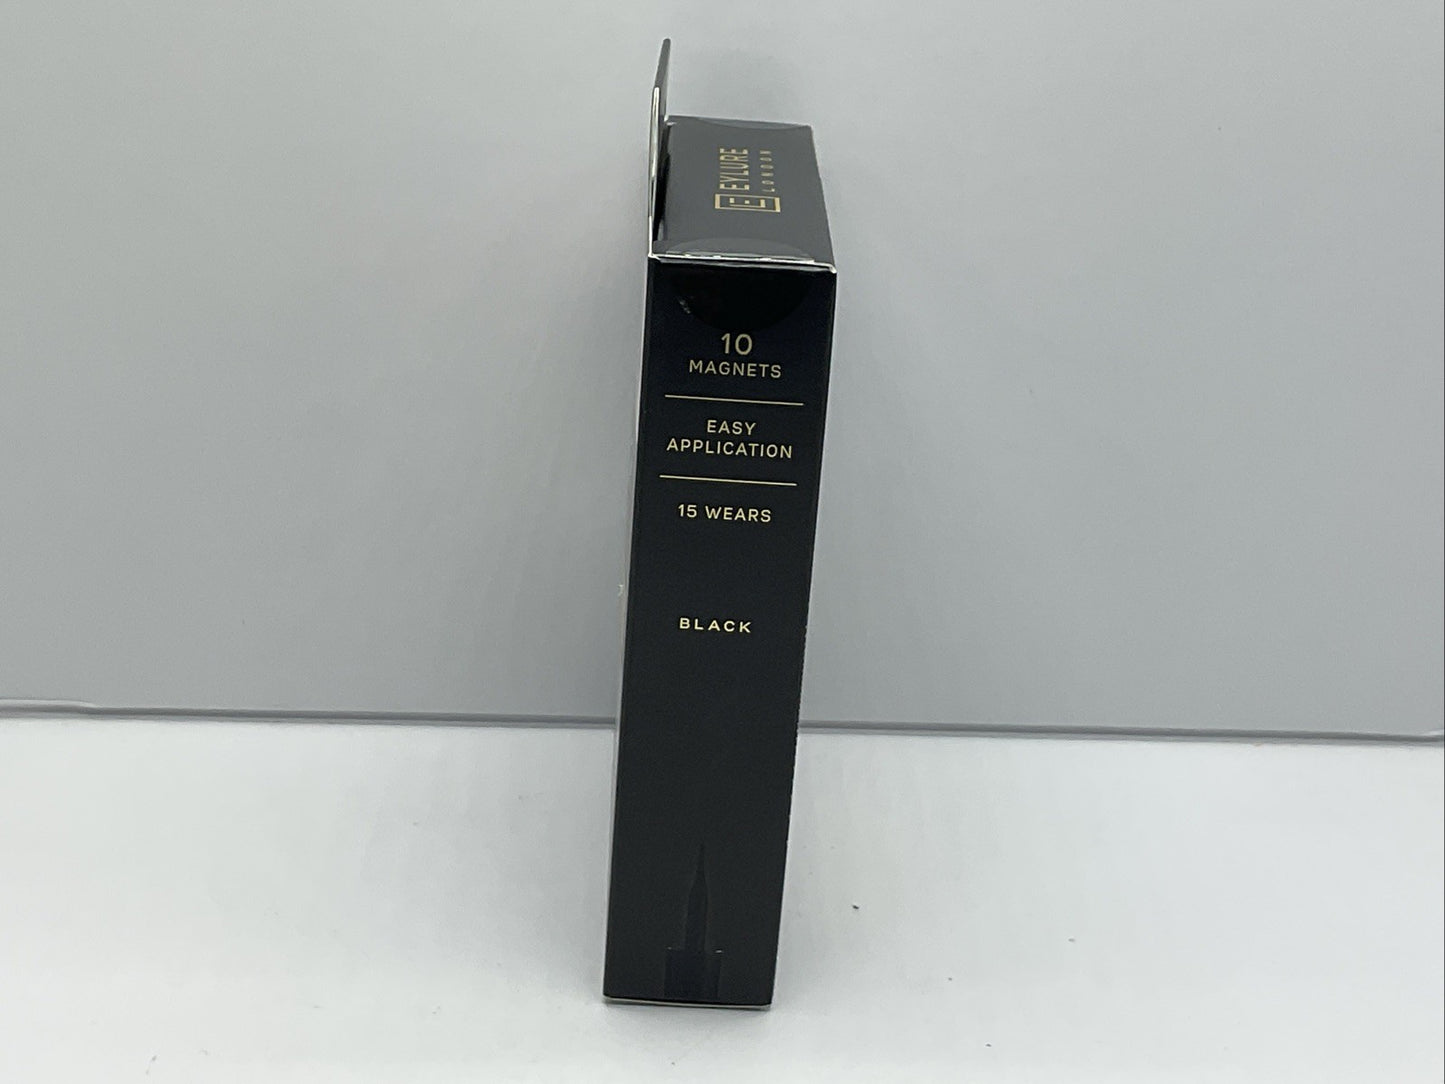 EYLURE
LONDON
10
MAGNETS
EASY
APPLICATION
15 WEARS
BLACK